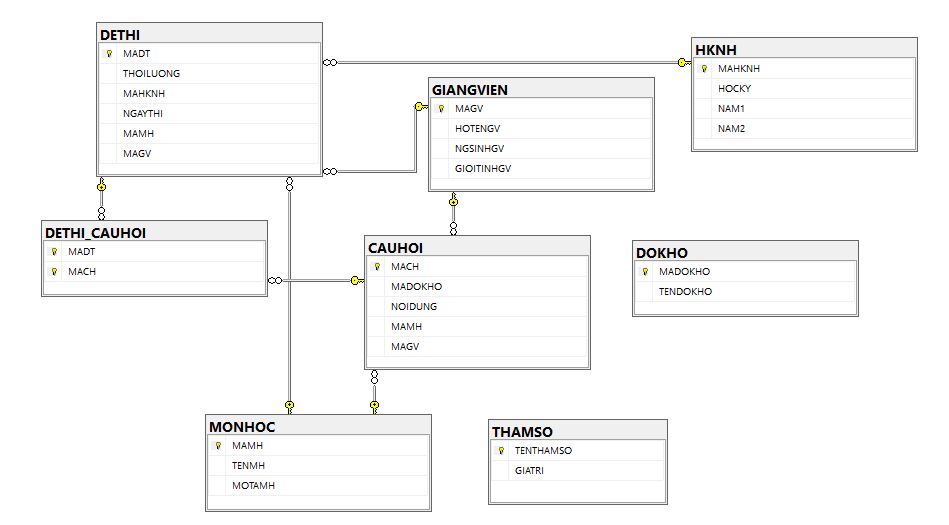 DETHI
MADT
THOILUONG
MAHKNH
NGAYTHI
MAMH
MAGV
HKNH
MAHKNH
HOCKY
NAM1
NAM2
GIANGVIEN
MAGV
HOTENGV
NGSINHGV
GIOITINHGV
DETHI_CAUHOI
MADT
MACH
CAUHOI
MACH
MADOKHO
NOIDUNG
MAMH
MAGV
DOKHO
MADOKHO
TENDOKHO
MONHOC
MAMH
TENMH
MOTAMH
THAMSO
TENTHAMSO
GIATRI